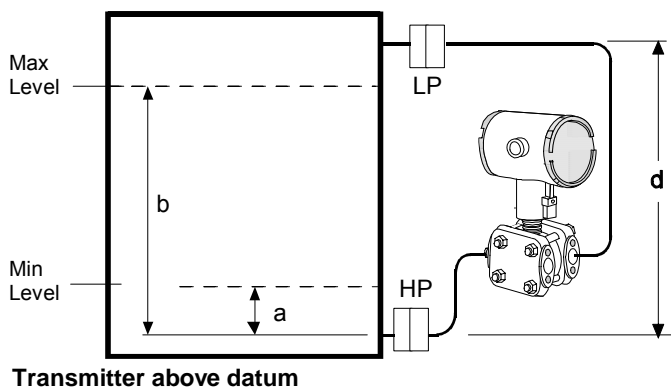 Max
Level
LP
d
b
Min
Level
HP
a
Transmitter above datum